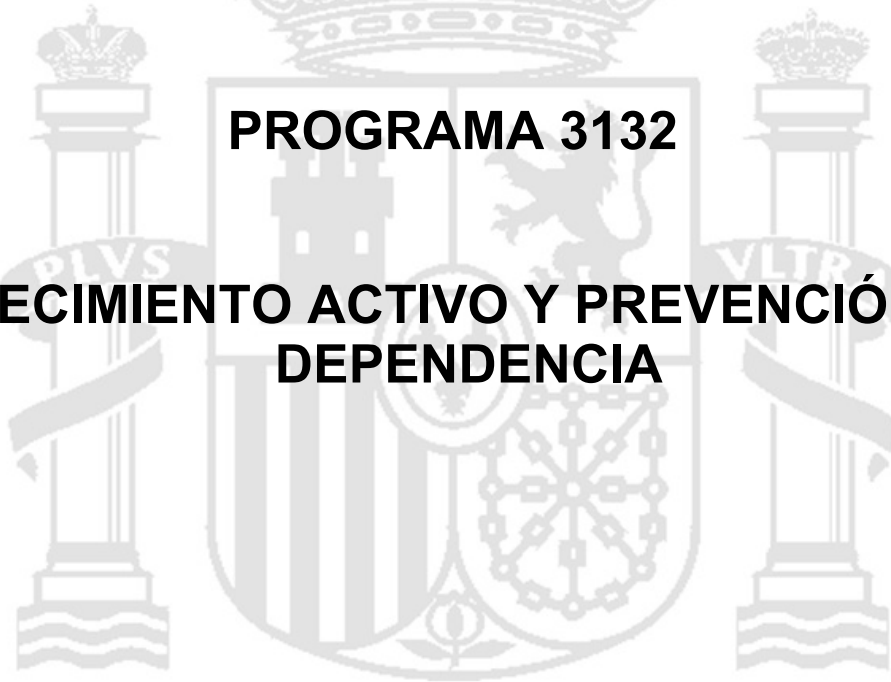 PROGRAMA 3132
ECIMIENTO ACTIVO Y PREVENCIÓ
DEPENDENCIA
PLVS
VLTR